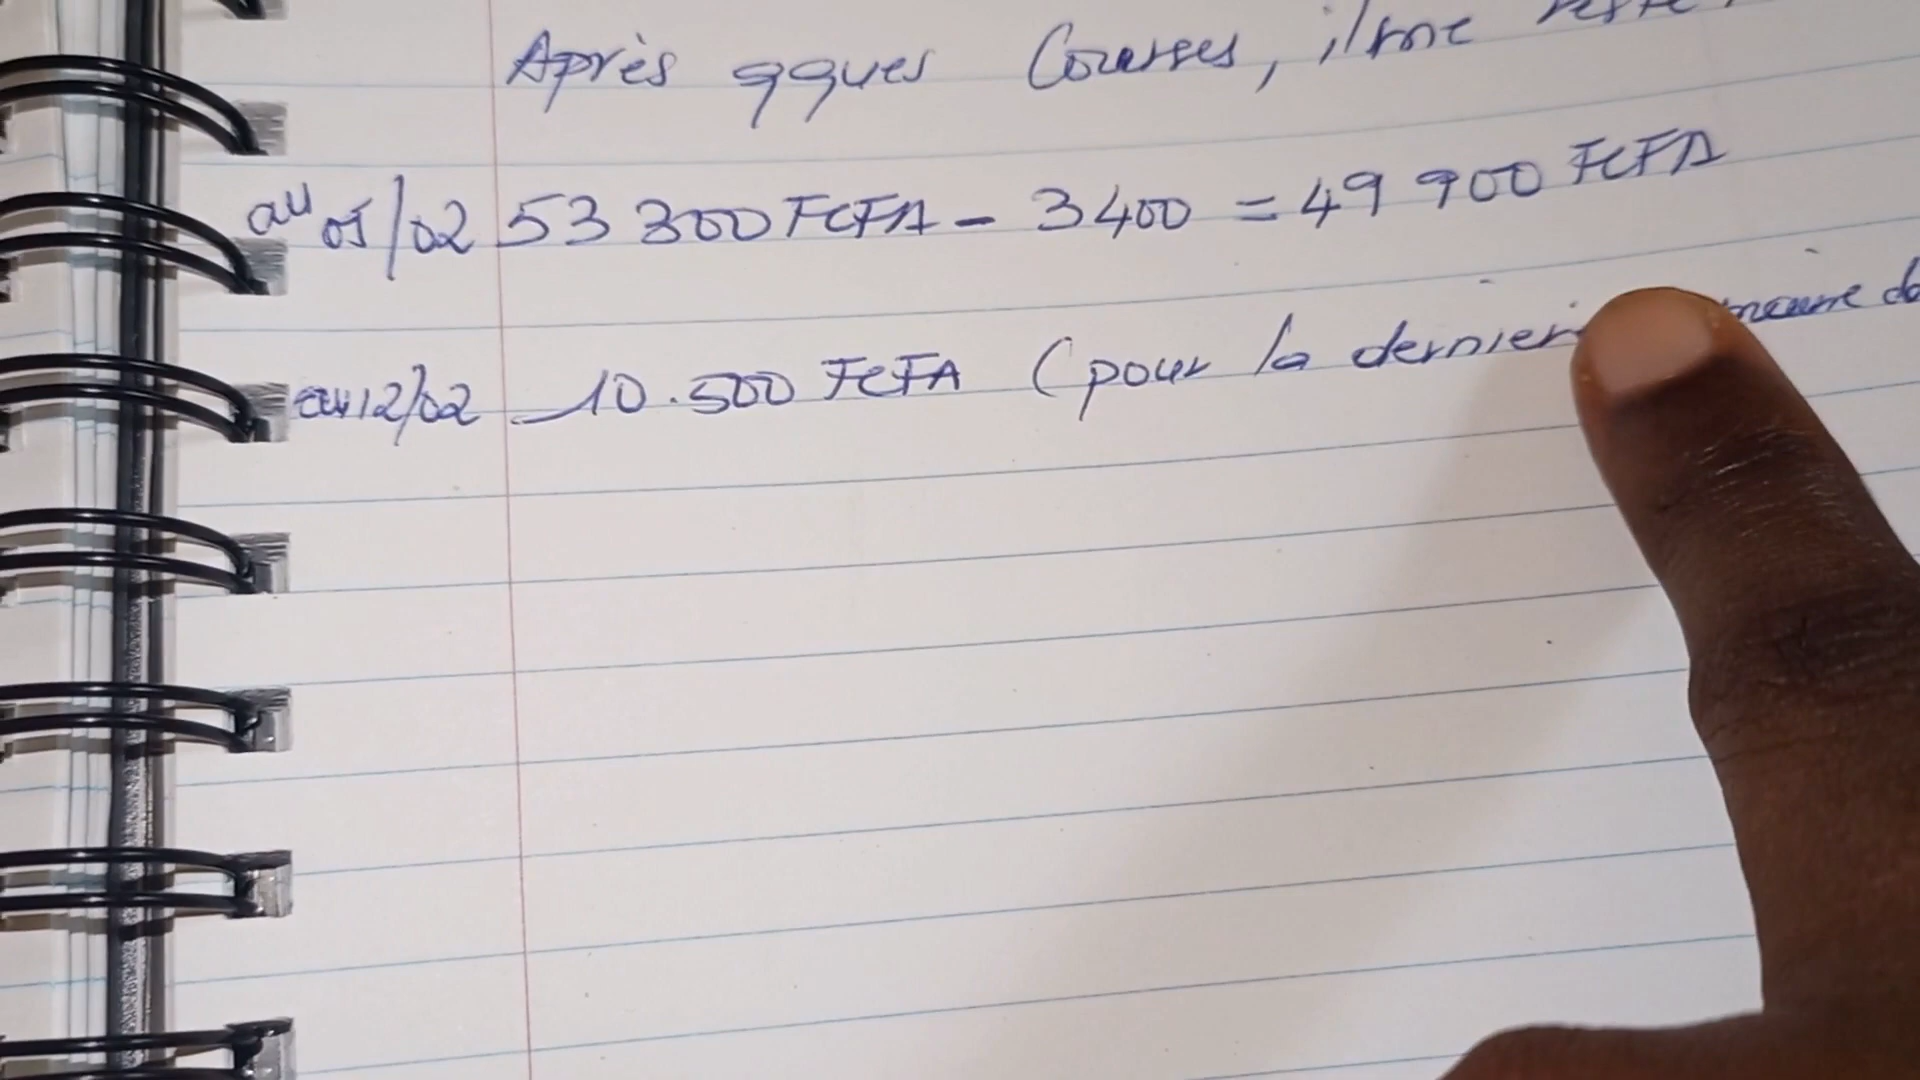 Après qques Courses, il me reste
au 05/02 53 300 FCFA - 3400 = 49 900 FCFA
au 12/02 10.500 FCFA (pour la dernier